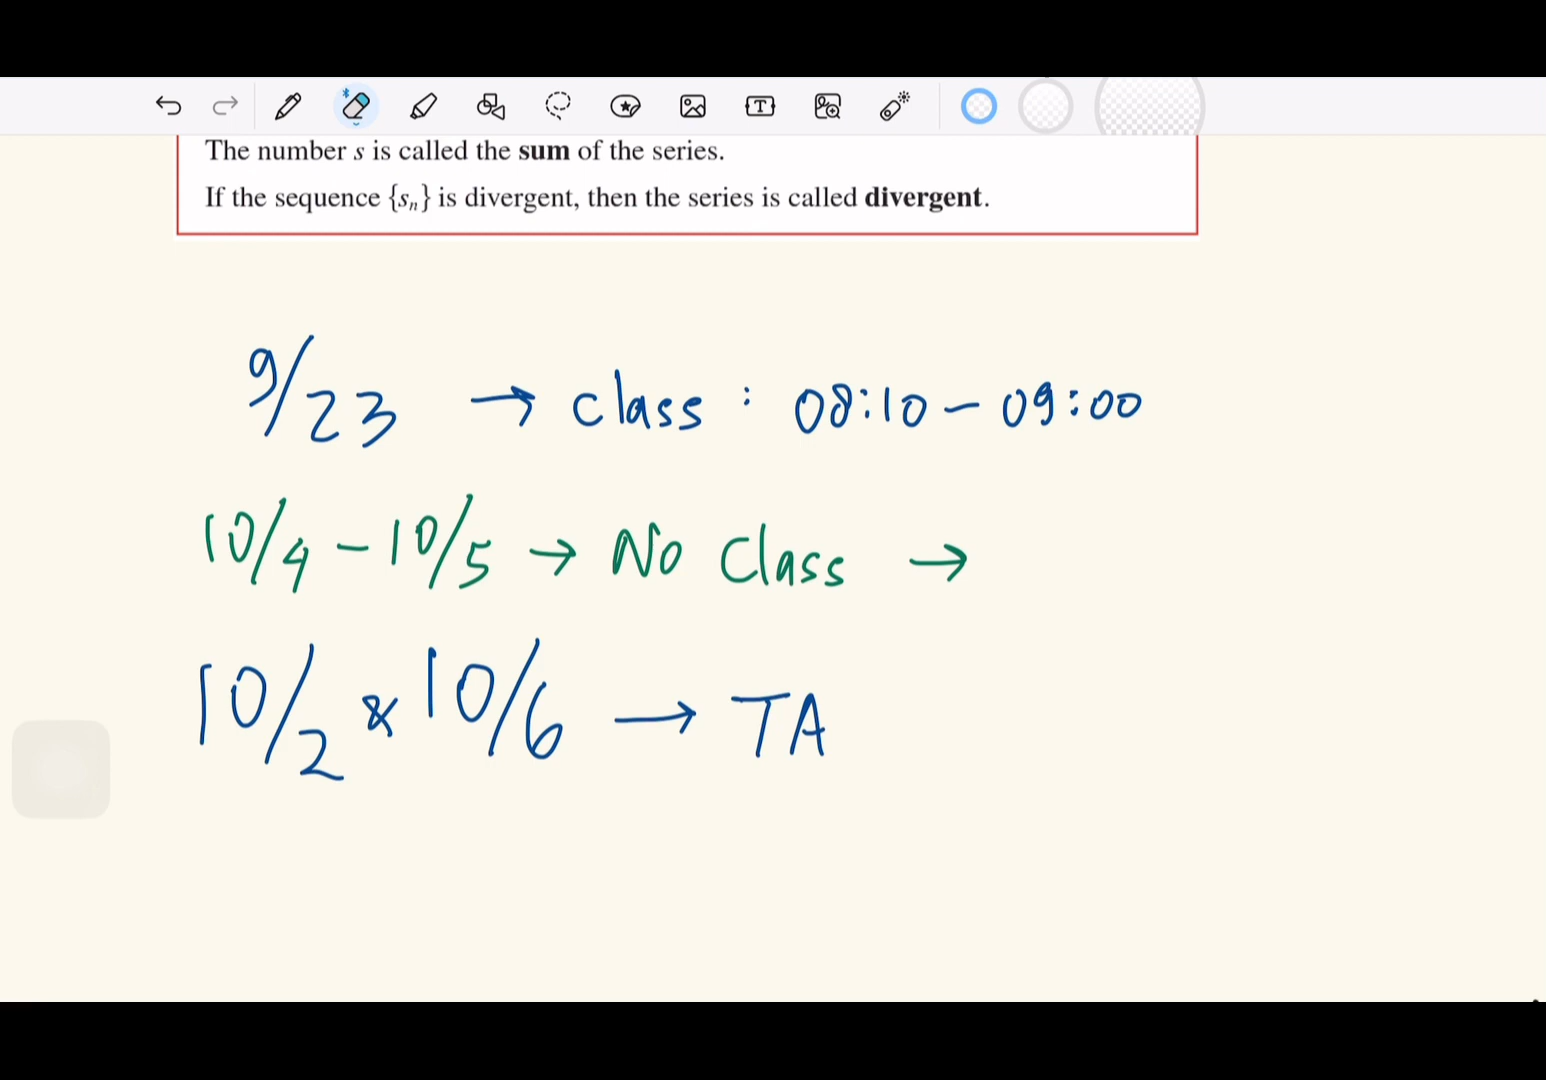 The number s is called the sum of the series.
If the sequence {sₙ} is divergent, then the series is called divergent.
9/23 → class : 08:10 – 09:00
10/4 – 10/5 → No Class →
10/2 & 10/6 → TA